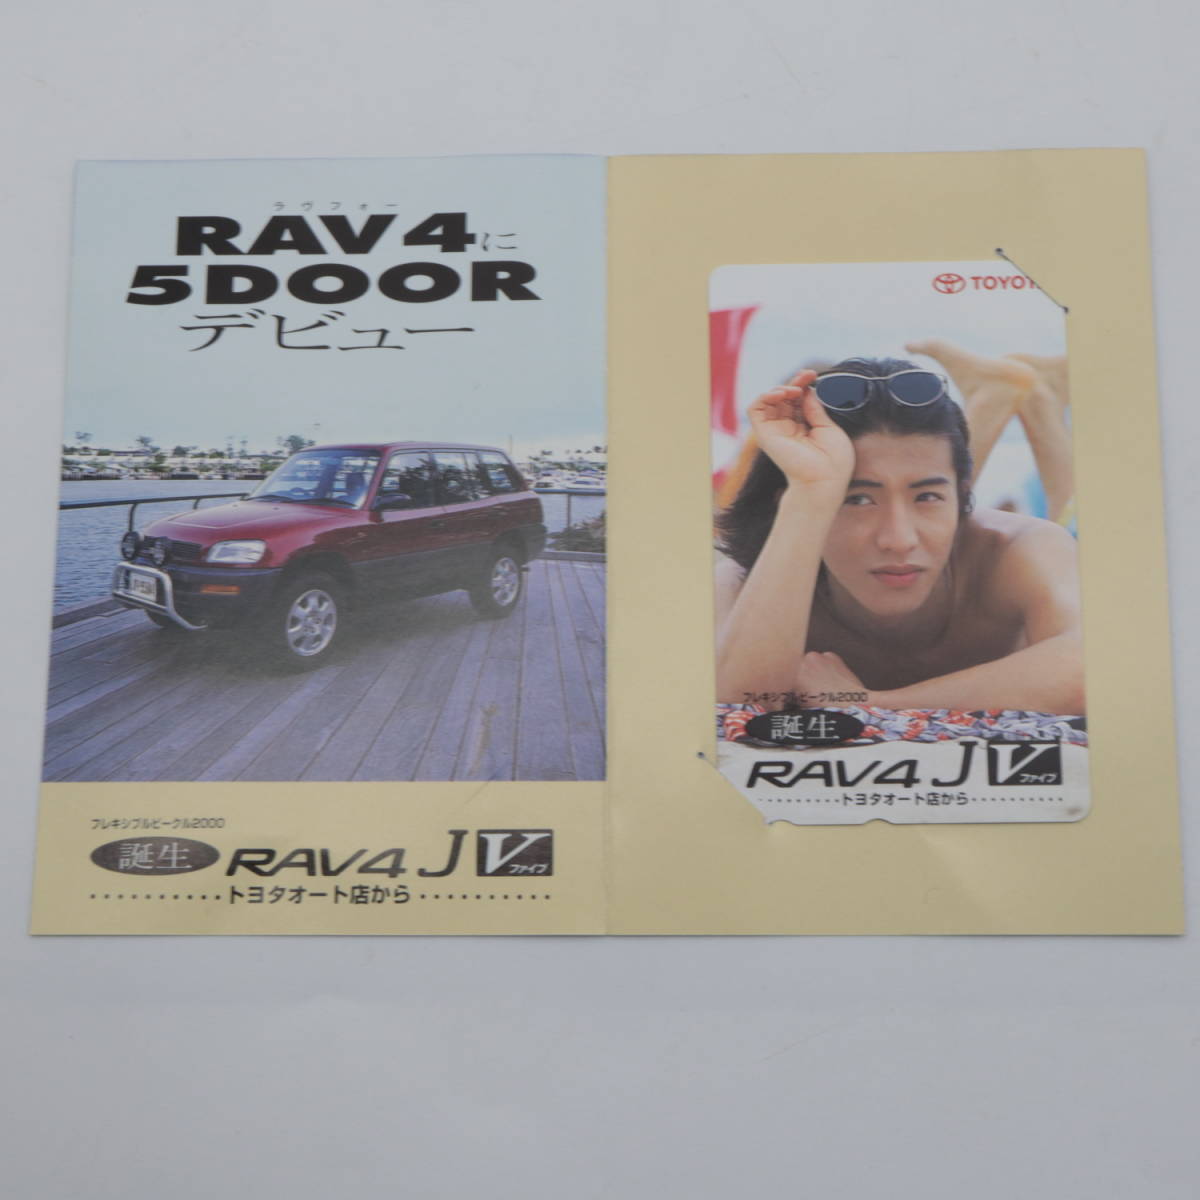 ラヴフォー
RAV4に
5DOOR
デビュー
フレキシブルビークル2000
誕生 RAV4 J V ファイブ
トヨタオート店から
TOYOT
フレキシブルビークル2000
誕生
RAV4 J V ファイブ
トヨタオート店から